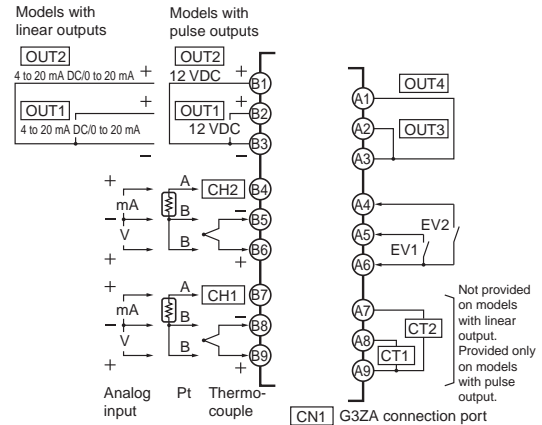 Models with
linear outputs
Models with
pulse outputs
OUT2
4 to 20 mA DC/0 to 20 mA
+
OUT2
12 VDC
+
B1
OUT1
4 to 20 mA DC/0 to 20 mA
+
OUT1
12 VDC
+
B2
−
−
B3
+
mA
−
V
+
A
B
B
CH2
−
+
B4
B5
B6
+
mA
−
V
+
A
B
B
CH1
−
+
B7
B8
B9
Analog
input
Pt
Thermo-
couple
A1
OUT4
A2
OUT3
A3
A4
A5
EV1
EV2
A6
A7
CT2
A8
CT1
A9
Not provided
on models
with linear
output.
Provided only
on models
with pulse
output.
CN1 G3ZA connection port